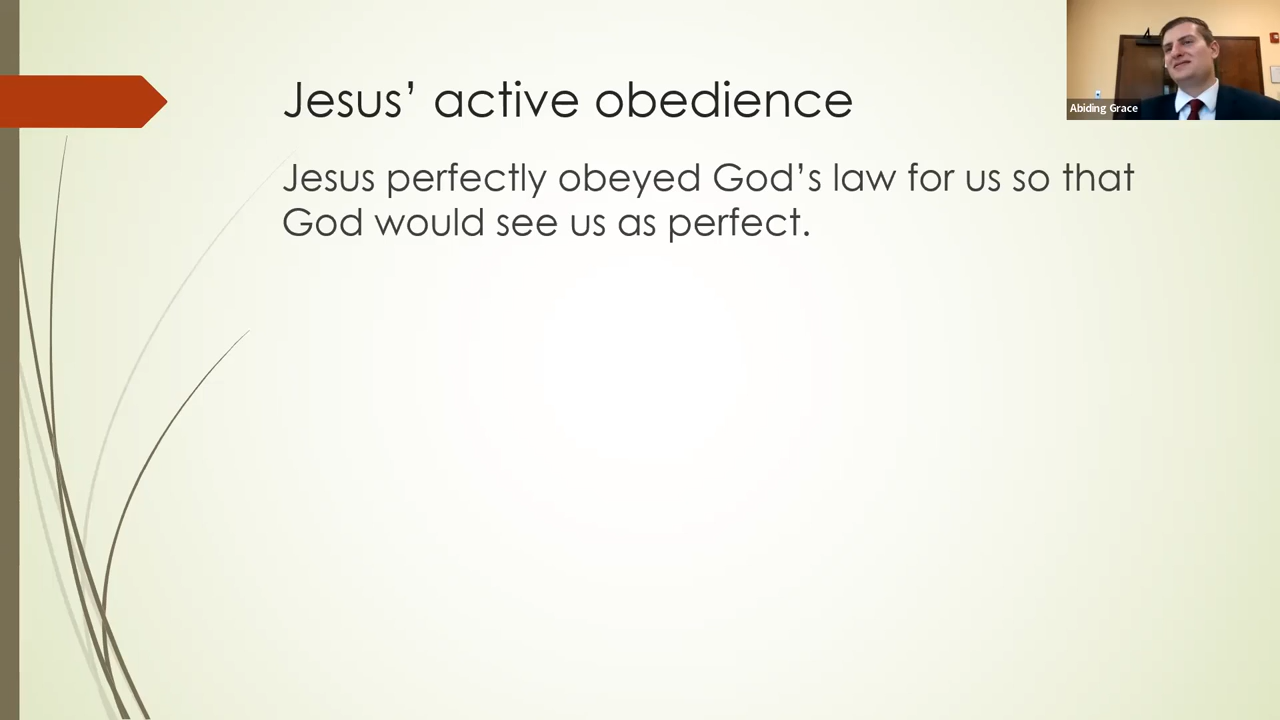 Jesus’ active obedience
Jesus perfectly obeyed God’s law for us so that
God would see us as perfect.
Abiding Grace